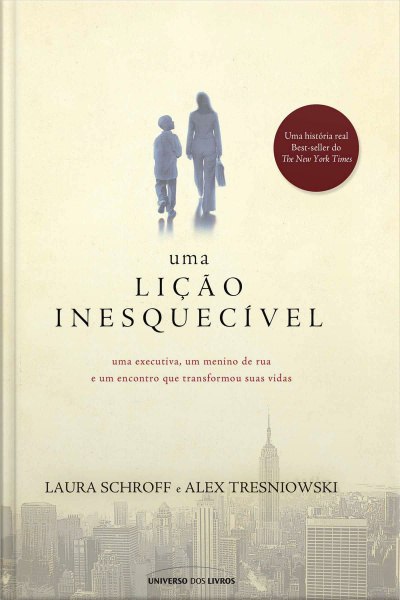 Uma história real
Best-seller do
The New York Times
uma
LIÇÃO
INESQUECÍVEL
uma executiva, um menino de rua
e um encontro que transformou suas vidas
LAURA SCHROFF e ALEX TRESNIOWSKI
UNIVERSO DOS LIVROS